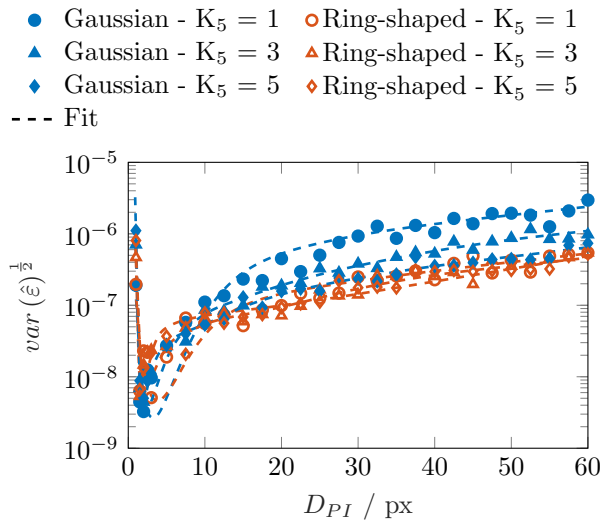 Gaussian - K₅ = 1 Ring-shaped - K₅ = 1
Gaussian - K₅ = 3 Ring-shaped - K₅ = 3
Gaussian - K₅ = 5 Ring-shaped - K₅ = 5
Fit
10⁻⁵
10⁻⁶
10⁻⁷
10⁻⁸
10⁻⁹
var (ε̂)^½
0 10 20 30 40 50 60
D_PI / px